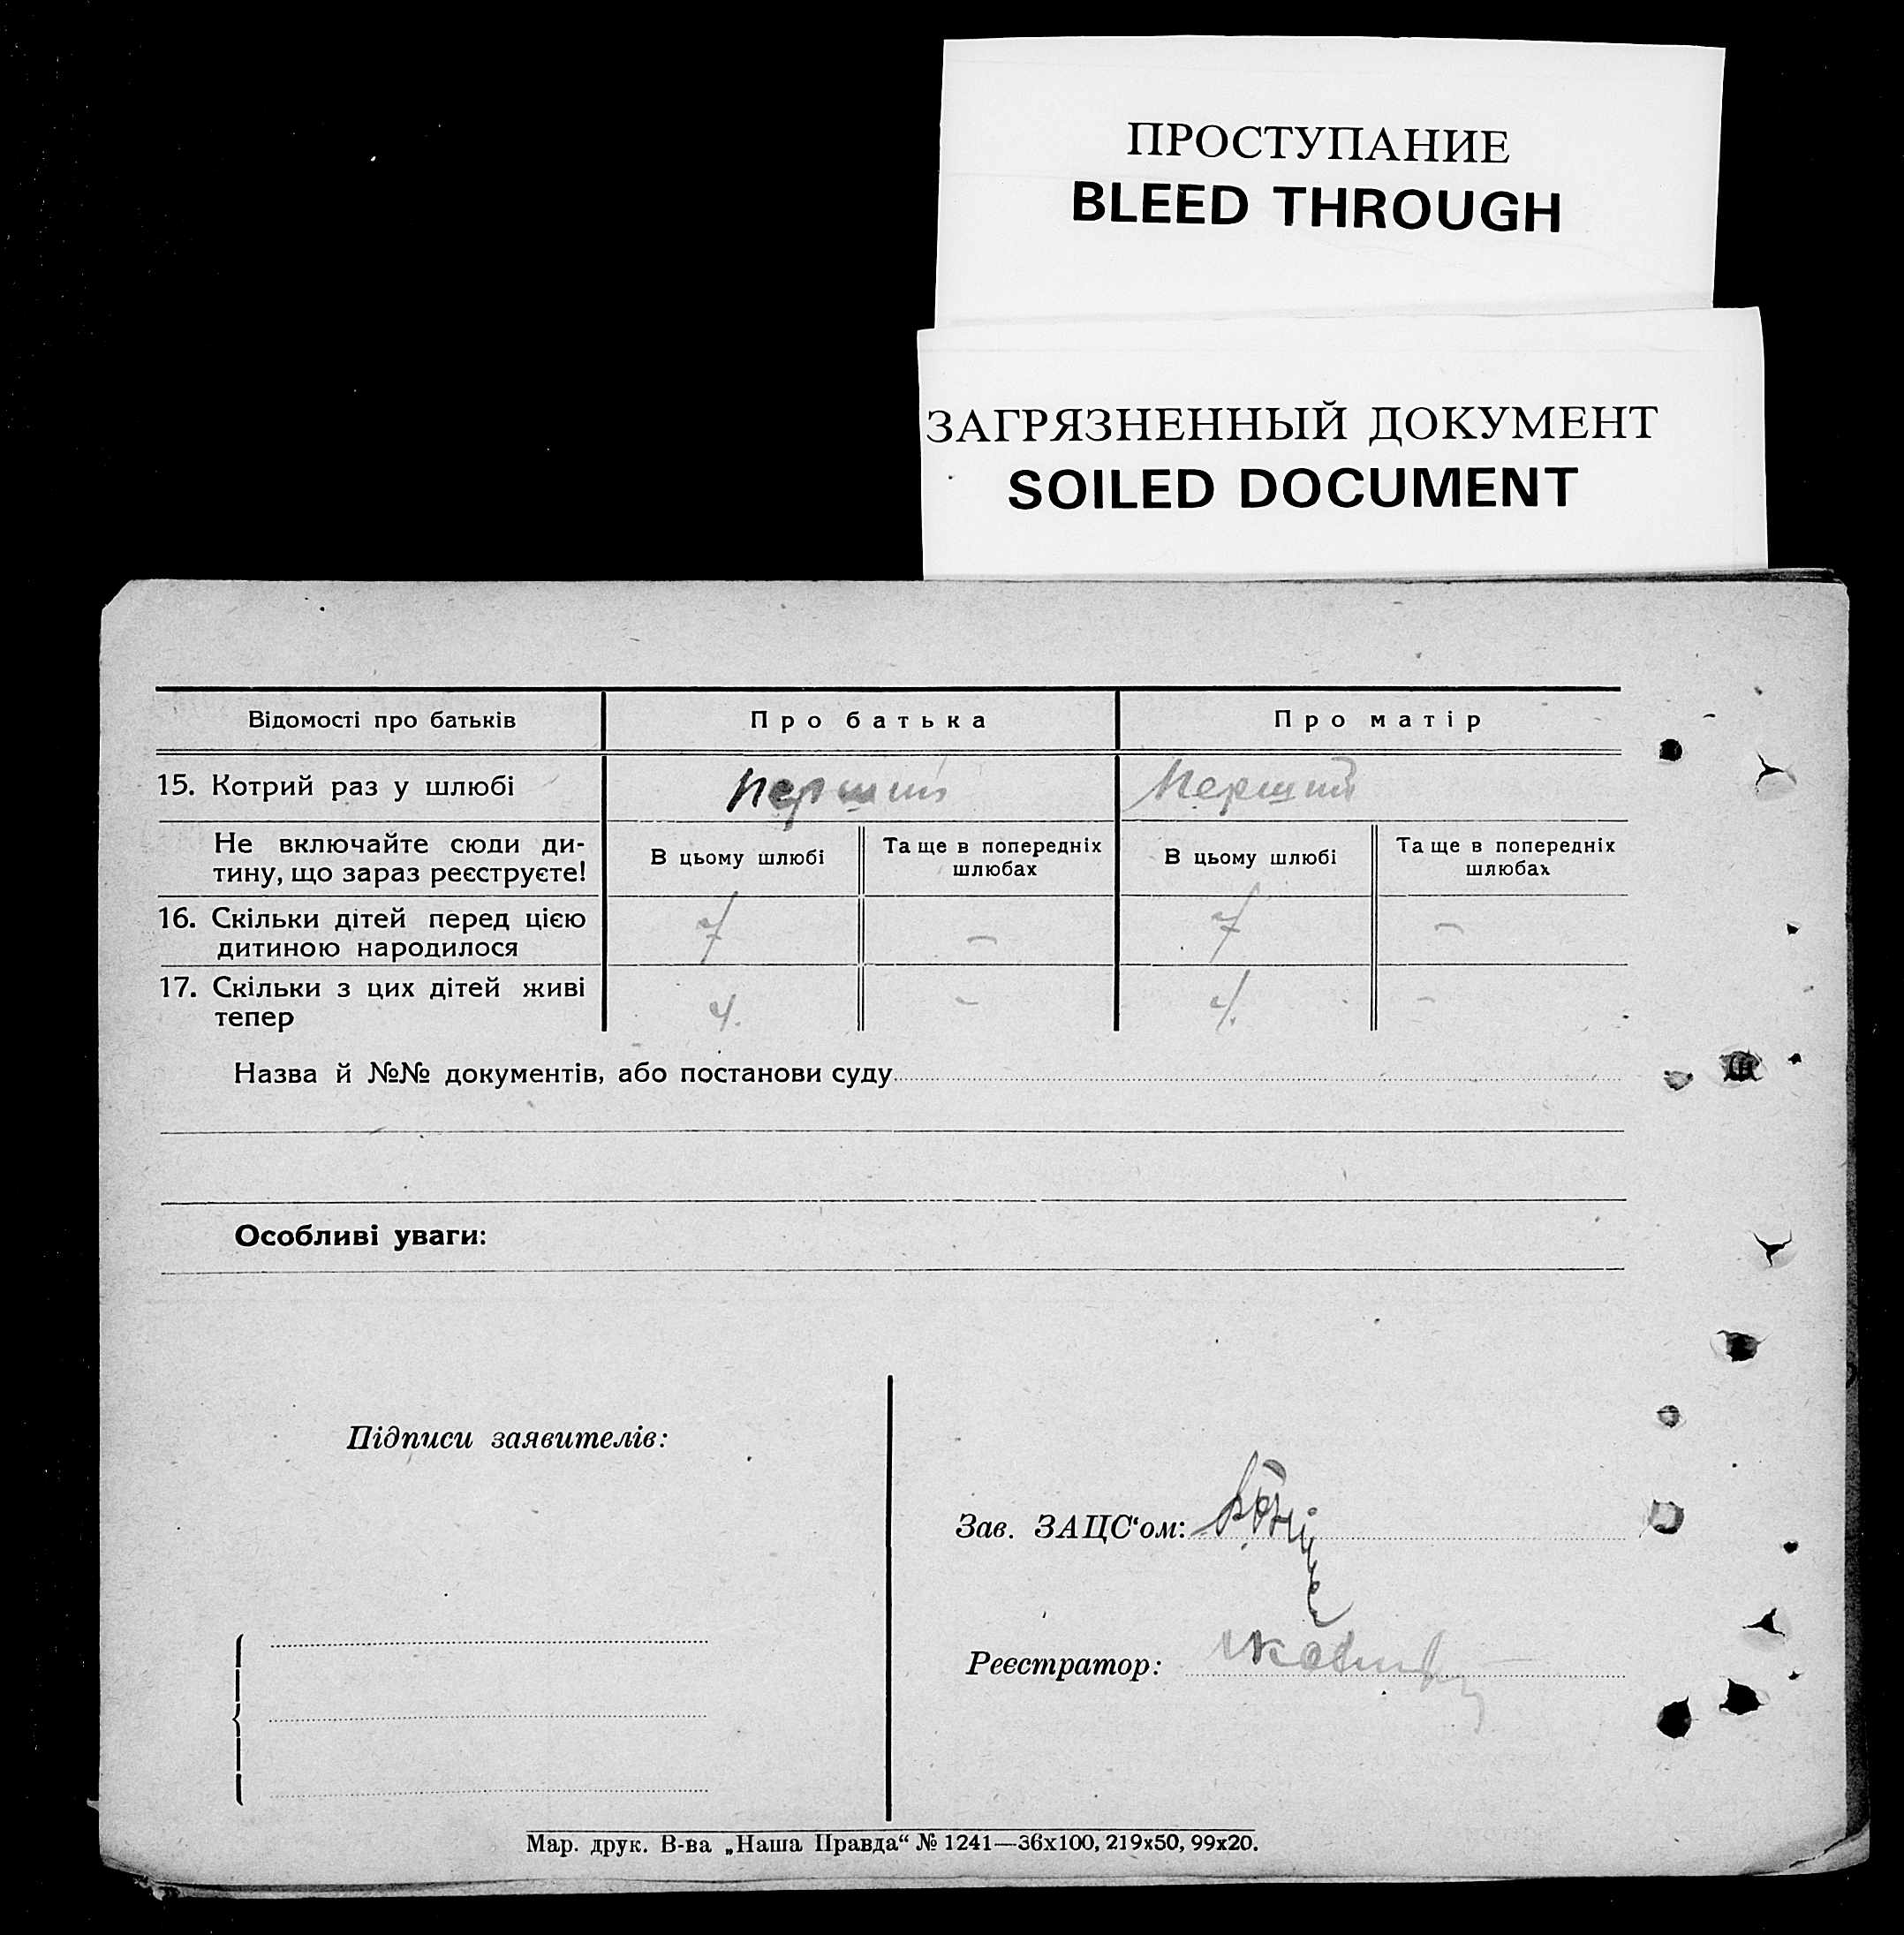 ПРОСТУПАНИЕ
BLEED THROUGH
ЗАГРЯЗНЕННЫЙ ДОКУМЕНТ
SOILED DOCUMENT
Відомості про батьків Про батька Про матір
15. Котрий раз у шлюбі перший Перший
Не включайте сюди ди-
тину, що зараз реєструєте!
В цьому шлюбі
Та ще в попередніх
шлюбах
В цьому шлюбі
Та ще в попередніх
шлюбах
16. Скільки дітей перед цією
дитиною народилося
7 – 7 –
17. Скільки з цих дітей живі
тепер
4. – 4. –
Назва й №№ документів, або постанови суду
Особливі уваги:
Підписи заявителів:
Зав. ЗАЦС‘ом:
Реєстратор:
Мар. друк. В-ва „Наша Правда“ № 1241—36х100, 219х50, 99х20.